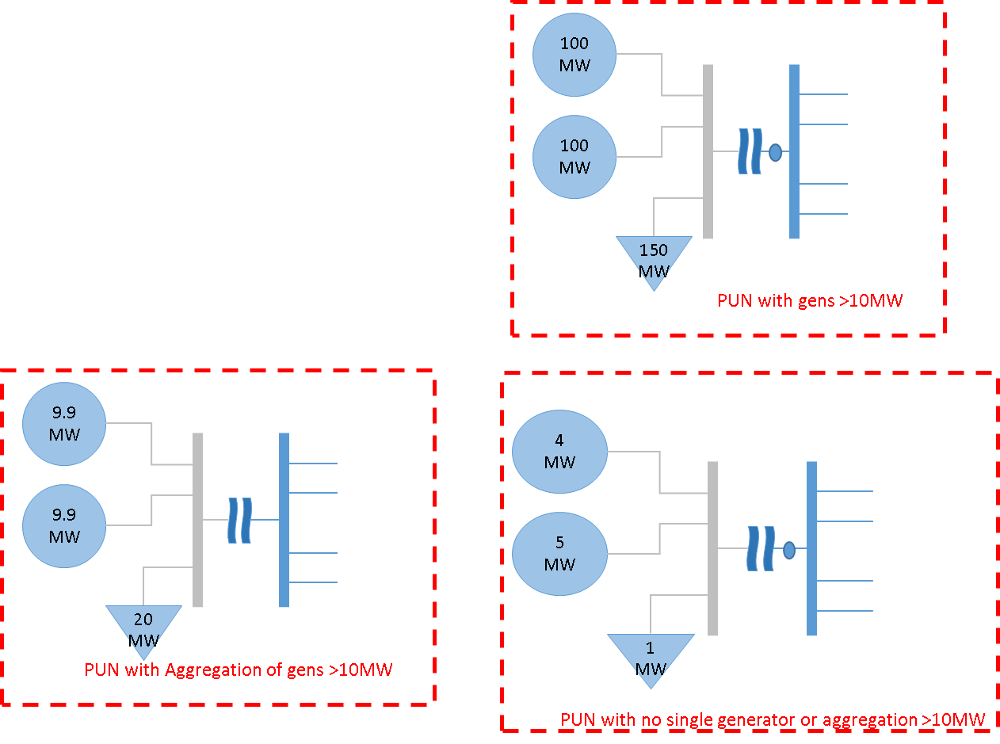 100
MW
100
MW
150
MW
PUN with gens >10MW
9.9
MW
9.9
MW
20
MW
PUN with Aggregation of gens >10MW
4
MW
5
MW
1
MW
PUN with no single generator or aggregation >10MW